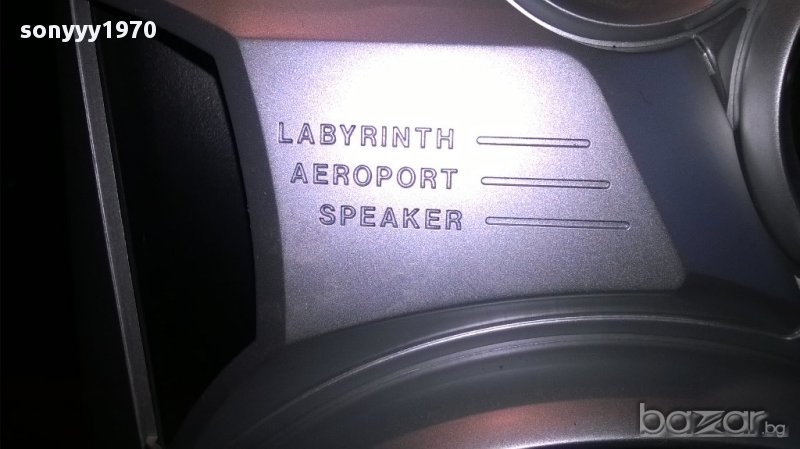 sonyyy1970
LABYRINTH
AEROPORT
SPEAKER
bazar.bg